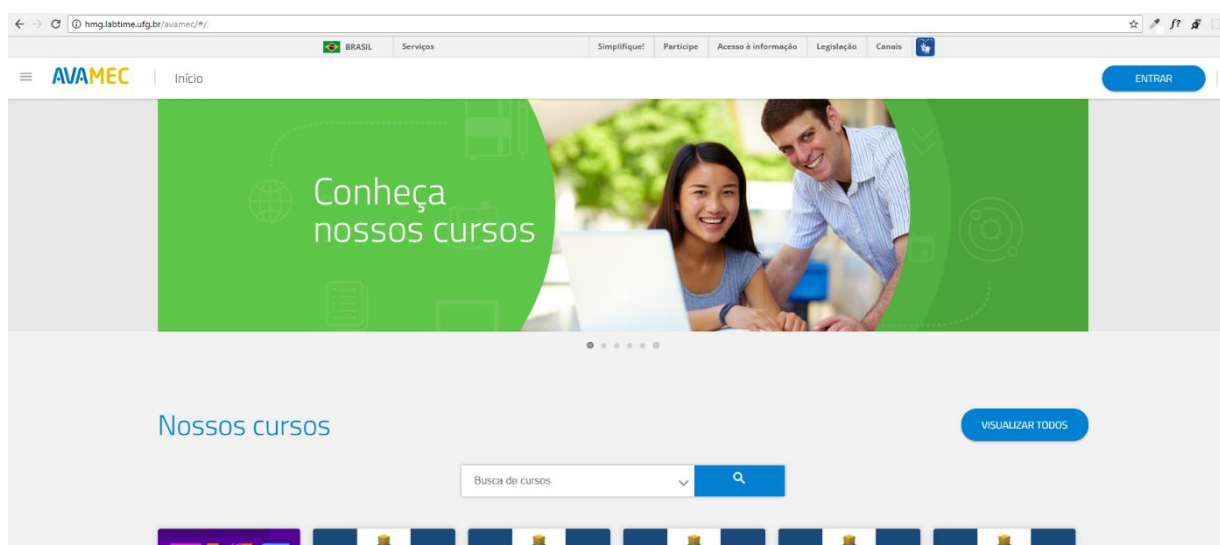 hmg.labtime.ufg.br/avamec/#/
f?
BRASIL Serviços Simplifique! Participe Acesso à informação Legislação Canais
AVAMEC Início ENTRAR
Conheça
nossos cursos
Nossos cursos VISUALIZAR TODOS
Busca de cursos